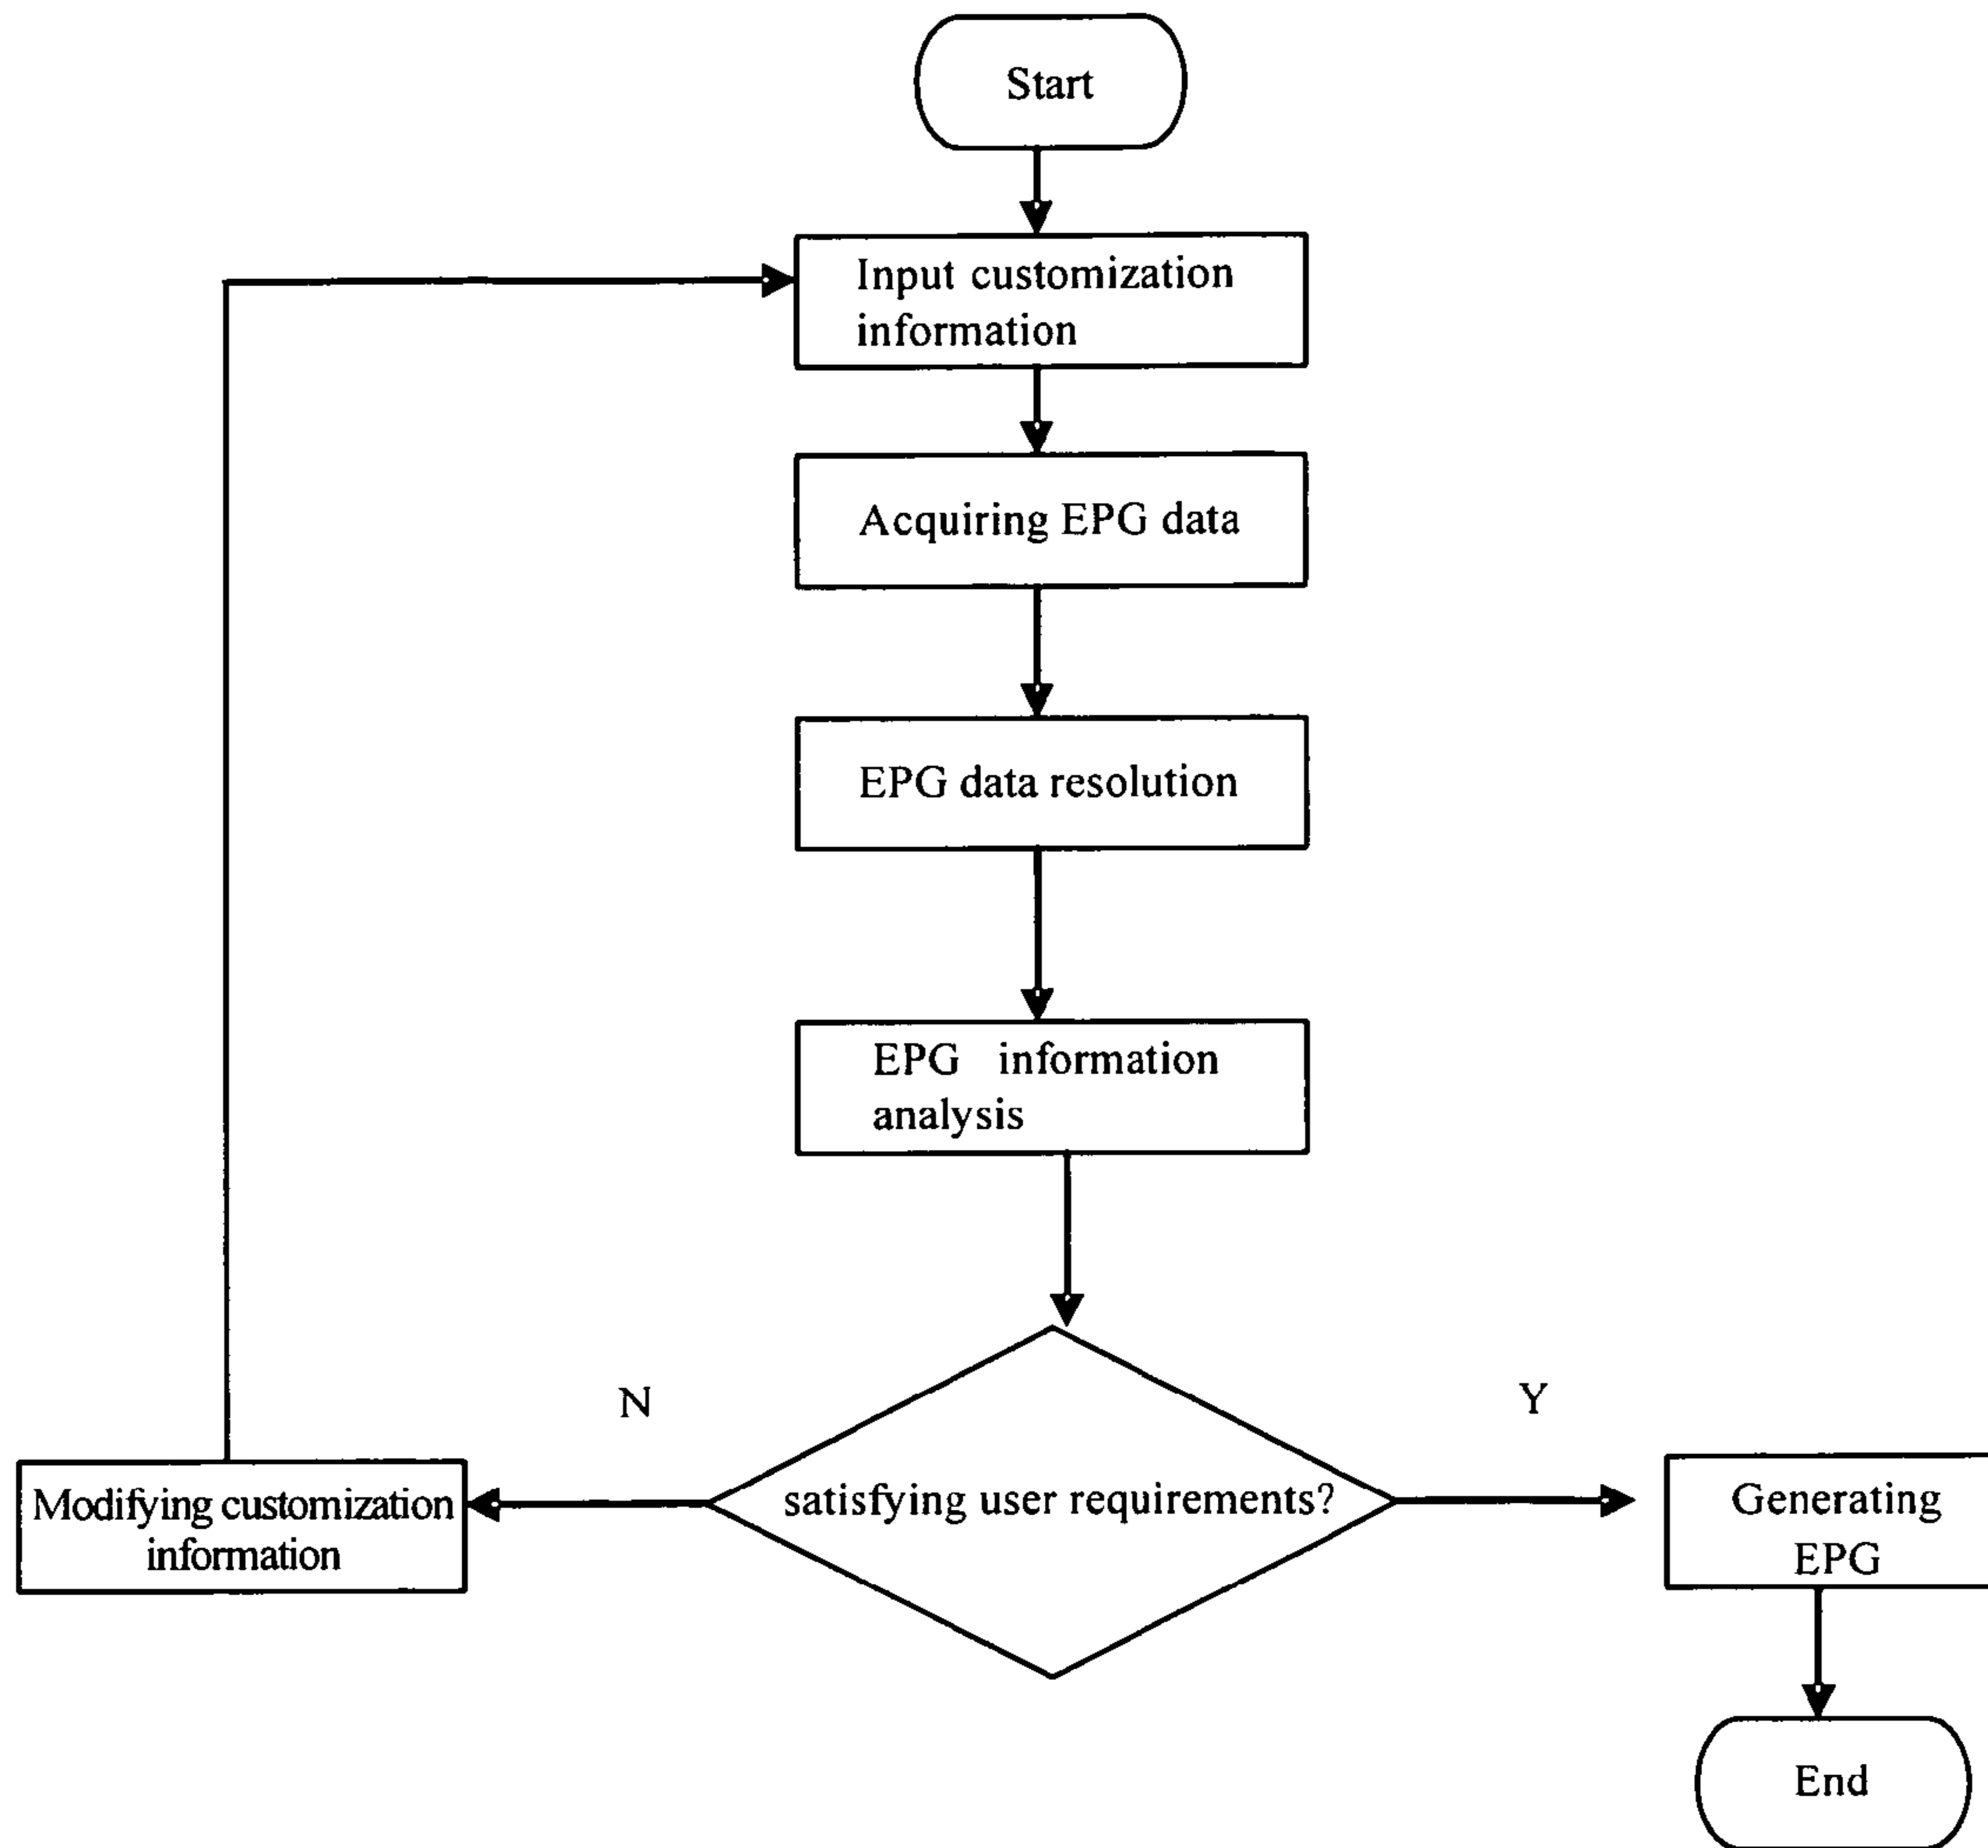 Start
Input customization
information
Acquiring EPG data
EPG data resolution
EPG information
analysis
N
Y
Modifying customization
information
satisfying user requirements?
Generating
EPG
End